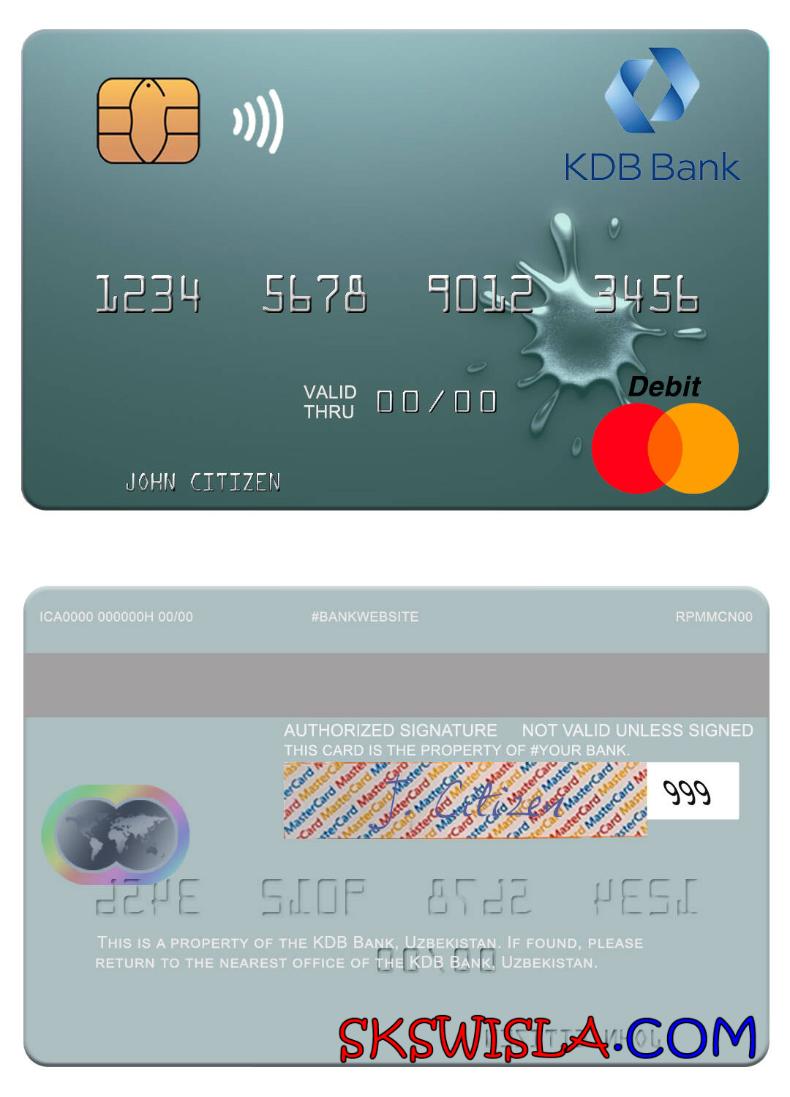 KDB Bank
1234 5678 9012 3456
VALID
THRU 00/00
Debit
JOHN CITIZEN
ICA0000 000000H 00/00 #BANKWEBSITE RPMMCN00
AUTHORIZED SIGNATURE NOT VALID UNLESS SIGNED
THIS CARD IS THE PROPERTY OF #YOUR BANK.
J Citizen 999
THIS IS A PROPERTY OF THE KDB BANK, UZBEKISTAN. IF FOUND, PLEASE
RETURN TO THE NEAREST OFFICE OF THE KDB BANK, UZBEKISTAN.
SKSWISLA.COM